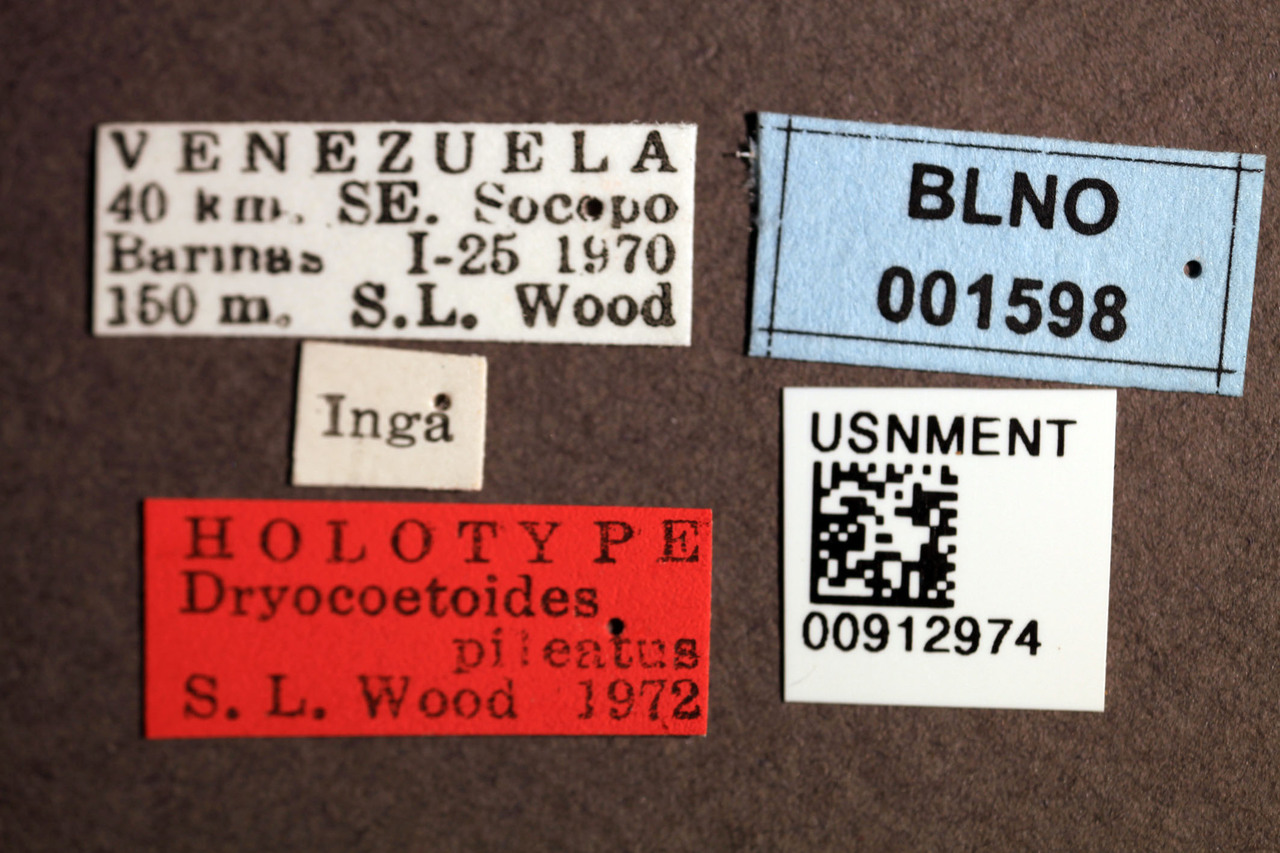 VENEZUELA
40 km. SE. Socopo
Barinas I-25 1970
150 m. S.L. Wood
Inga
HOLOTYPE
Dryocoetoides
pileatus
S. L. Wood 1972
BLNO
001598
USNMENT
00912974